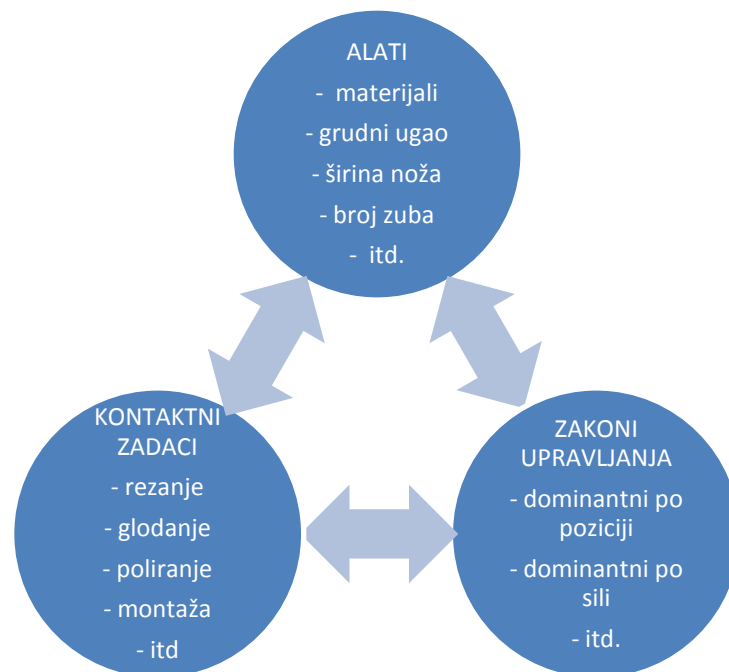 ALATI
- materijali
- grudni ugao
- širina noža
- broj zuba
- itd.
KONTAKTNI
ZADACI
- rezanje
- glodanje
- poliranje
- montaža
- itd
ZAKONI
UPRAVLJANJA
- dominantni po
poziciji
- dominantni po
sili
- itd.